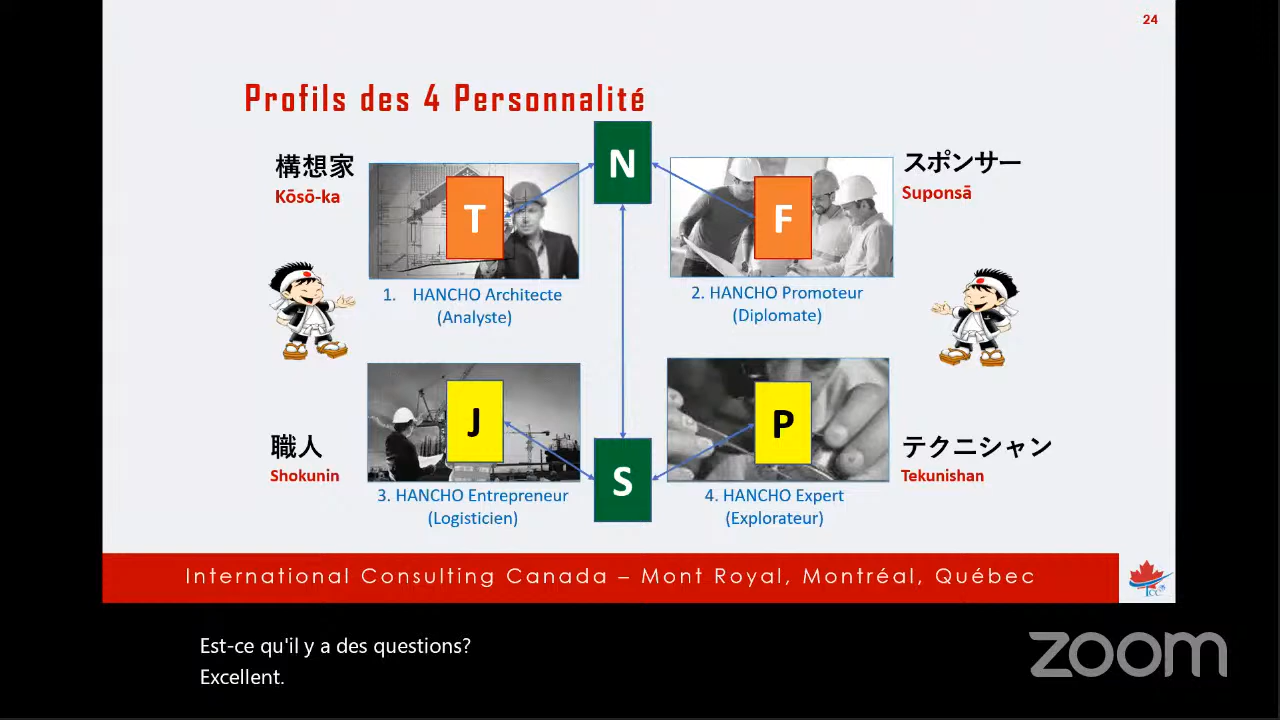 24
Profils des 4 Personnalité
構想家
Kōsō-ka
T
N
F
スポンサー
Suponsā
1. HANCHO Architecte
(Analyste)
2. HANCHO Promoteur
(Diplomate)
職人
Shokunin
J
S
P
テクニシャン
Tekunishan
3. HANCHO Entrepreneur
(Logisticien)
4. HANCHO Expert
(Explorateur)
International Consulting Canada – Mont Royal, Montréal, Québec
Icc
Est-ce qu'il y a des questions?
Excellent.
zoom